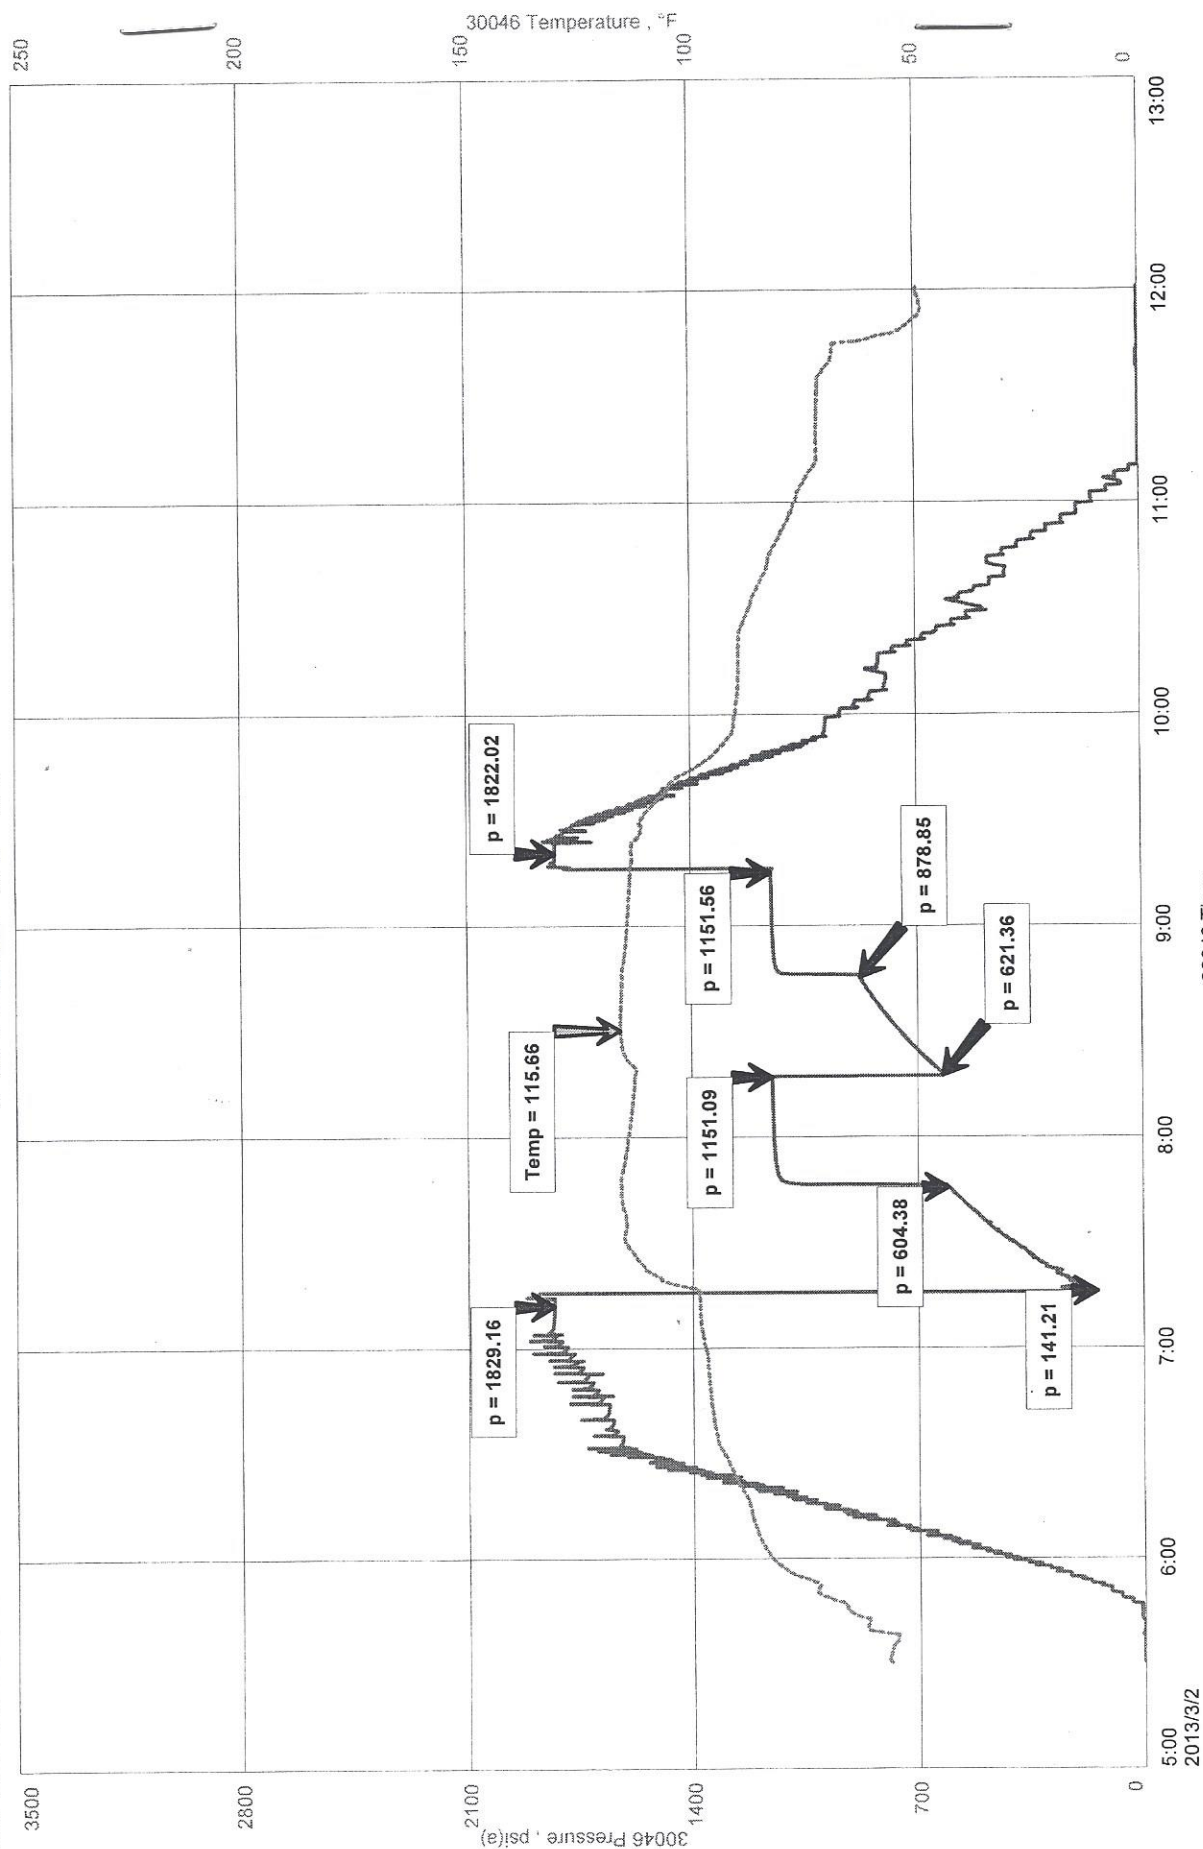 30046 Temperature , °F
250
200
150
100
50
0
p = 1829.16
Temp = 115.66
p = 1822.02
p = 1151.09
p = 1151.56
p = 604.38
p = 878.85
p = 141.21
p = 621.36
3500
2800
2100
1400
700
0
30046 Pressure , psi(a)
5:00
6:00
7:00
8:00
9:00
10:00
11:00
12:00
13:00
2013/3/2